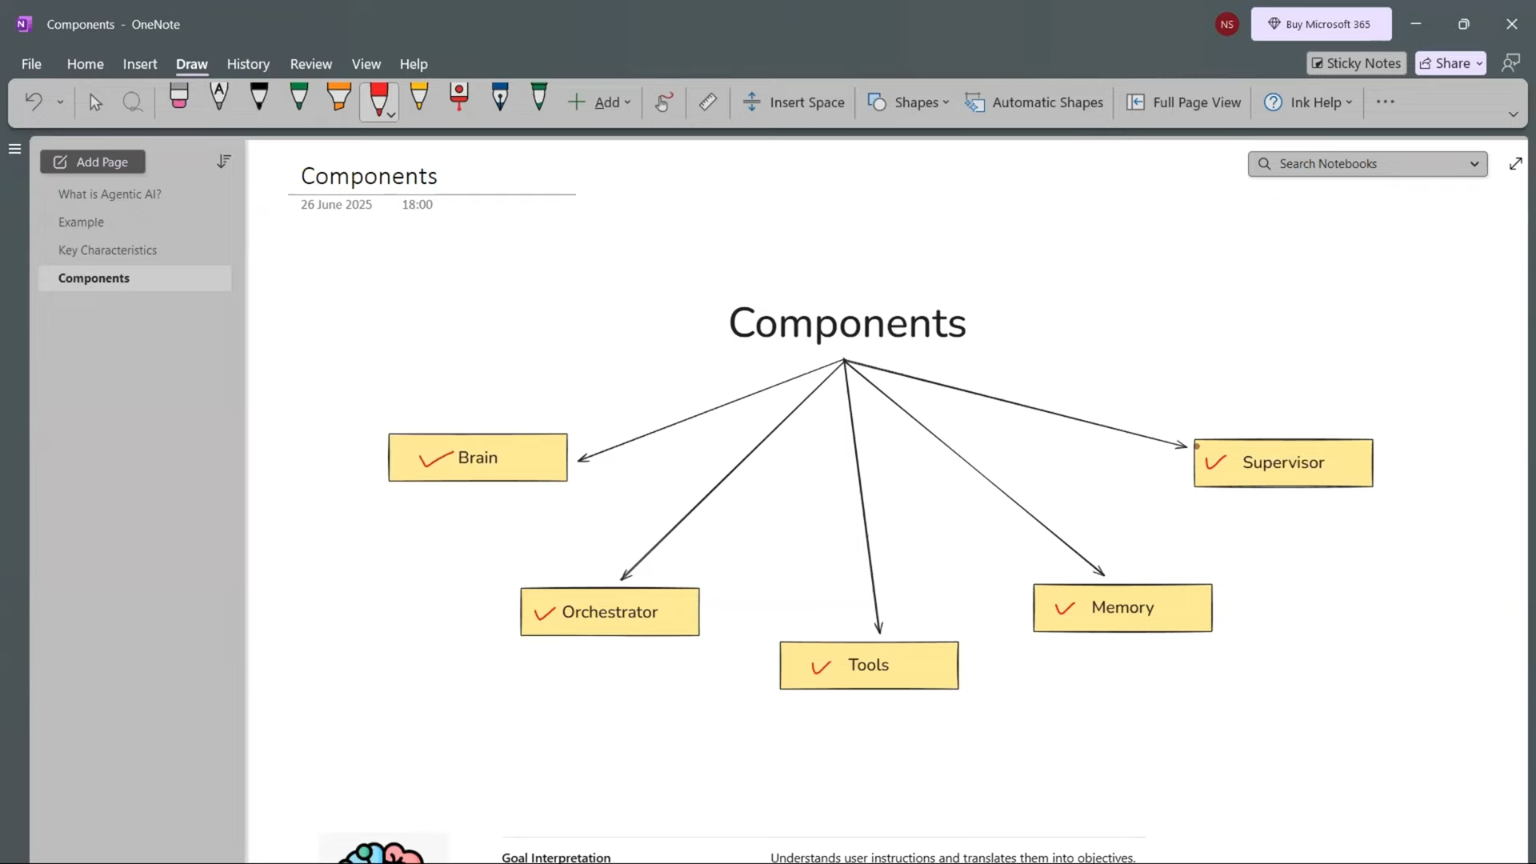 Components - OneNote
NS
Buy Microsoft 365
File Home Insert Draw History Review View Help
Sticky Notes Share
A Add Insert Space Shapes Automatic Shapes Full Page View Ink Help
Add Page
Components
Search Notebooks
What is Agentic AI?
26 June 2025 18:00
Example
Key Characteristics
Components
Components
Brain
Supervisor
Orchestrator
Memory
Tools
Goal Interpretation Understands user instructions and translates them into objectives.